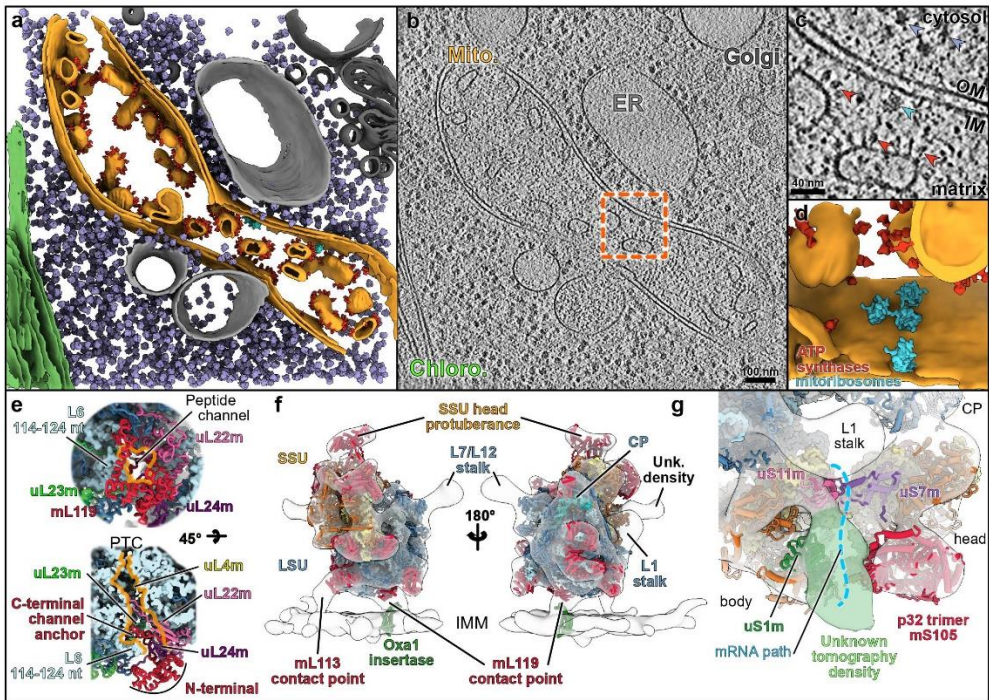 a
b
Mito.
Golgi
ER
Chloro.
100 nm
c
cytosol
OM
IM
40 nm
matrix
d
ATP
synthases
mitoribosomes
e
Peptide
channel
L6
114-124 nt
uL22m
uL23m
mL119
uL24m
45°
PTC
uL23m
uL4m
uL22m
C-terminal
channel
anchor
L6
114-124 nt
uL24m
N-terminal
f
SSU head
protuberance
SSU
L7/L12
stalk
CP
Unk.
density
180°
LSU
L1
stalk
IMM
Oxa1
insertase
mL113
contact point
mL119
contact point
g
L1
stalk
CP
uS11m
uS7m
head
body
uS1m
p32 trimer
mS105
mRNA path
Unknown
tomography
density